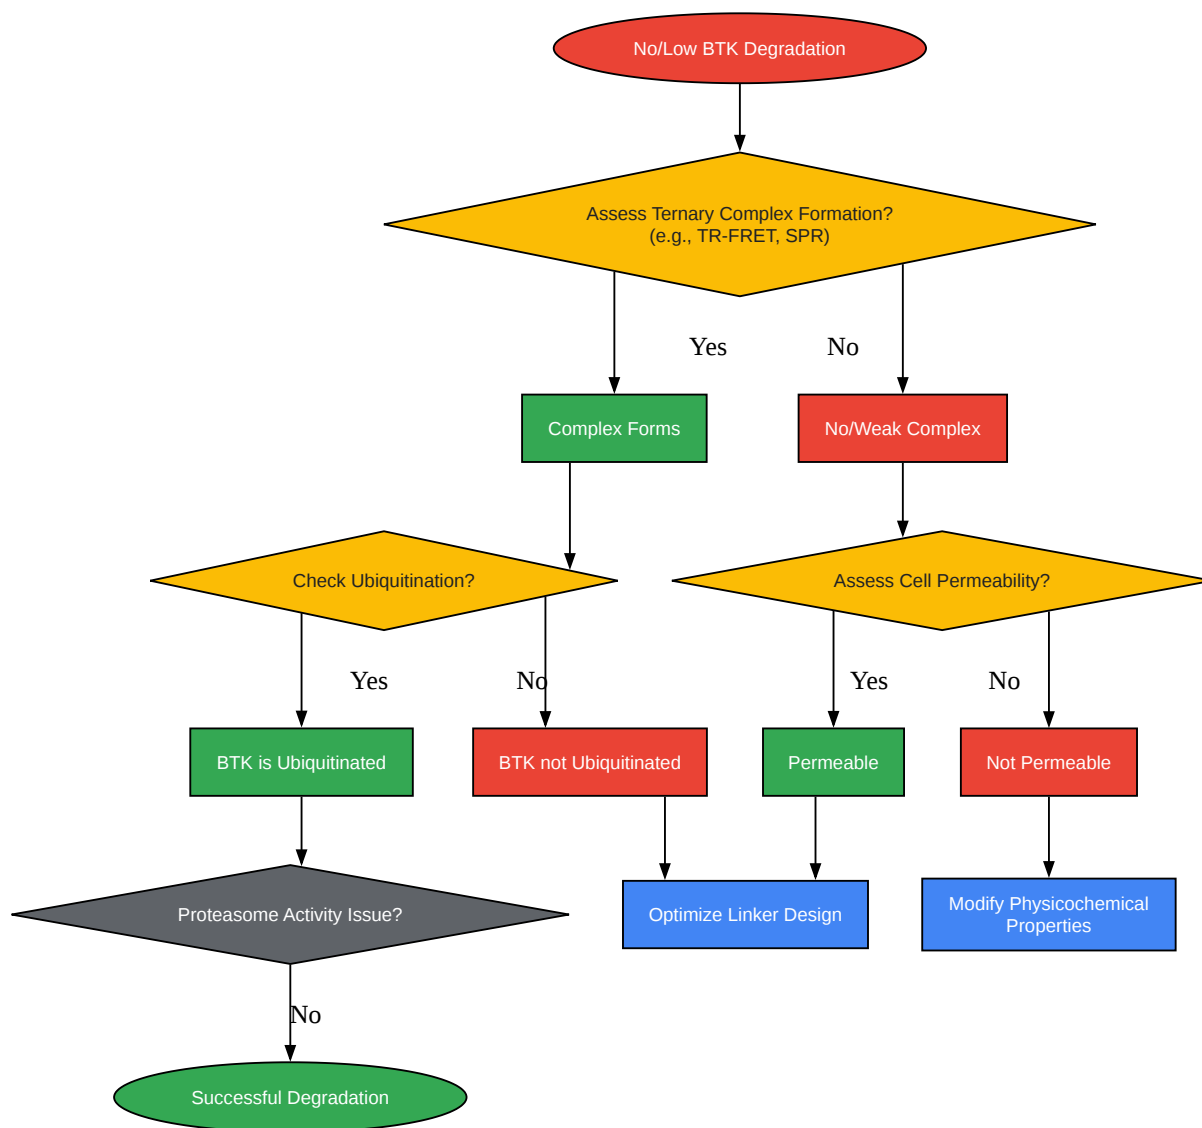 No/Low BTK Degradation
Assess Ternary Complex Formation?
(e.g., TR-FRET, SPR)
Yes
No
Complex Forms
No/Weak Complex
Check Ubiquitination?
Assess Cell Permeability?
Yes
No
Yes
No
BTK is Ubiquitinated
BTK not Ubiquitinated
Permeable
Not Permeable
Proteasome Activity Issue?
Optimize Linker Design
Modify Physicochemical
Properties
No
Successful Degradation